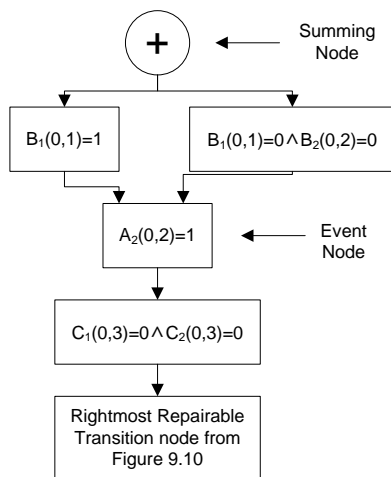 +
Summing
Node
B₁(0,1)=1
B₁(0,1)=0∧B₂(0,2)=0
A₂(0,2)=1
Event
Node
C₁(0,3)=0∧C₂(0,3)=0
Rightmost Repairable
Transition node from
Figure 9.10